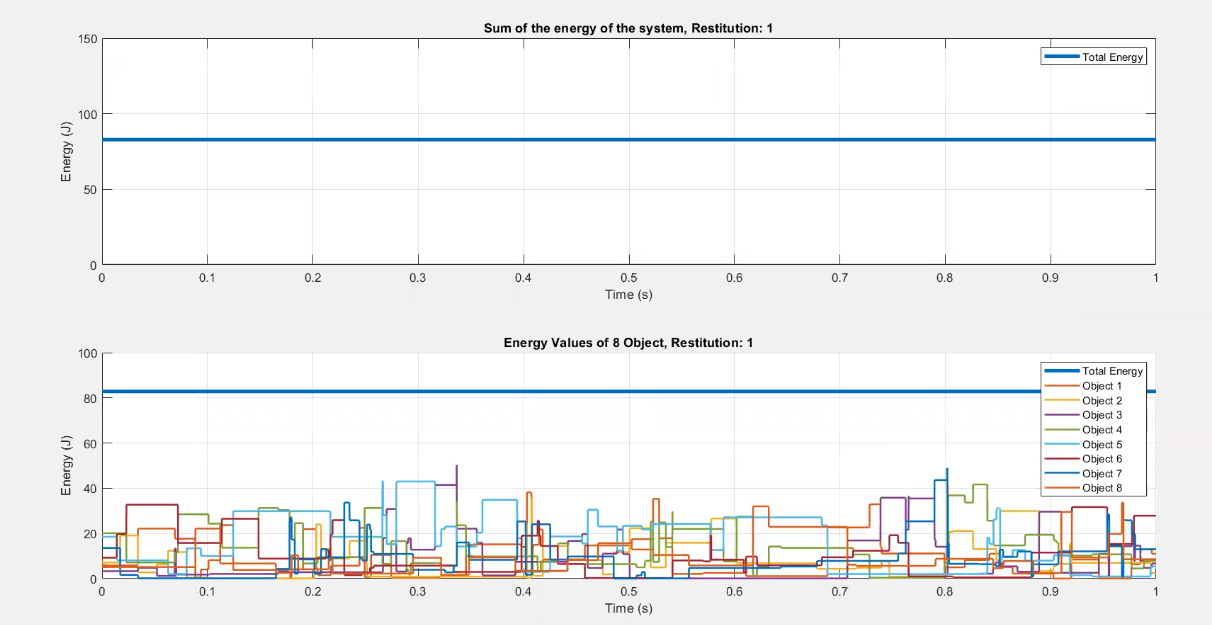 Sum of the energy of the system, Restitution: 1
150
Total Energy
100
Energy (J)
50
0
0 0.1 0.2 0.3 0.4 0.5 0.6 0.7 0.8 0.9 1
Time (s)
Energy Values of 8 Object, Restitution: 1
100
Total Energy
Object 1
80
Object 2
Object 3
Object 4
60
Object 5
Energy (J)
Object 6
Object 7
40
Object 8
20
0
0 0.1 0.2 0.3 0.4 0.5 0.6 0.7 0.8 0.9 1
Time (s)